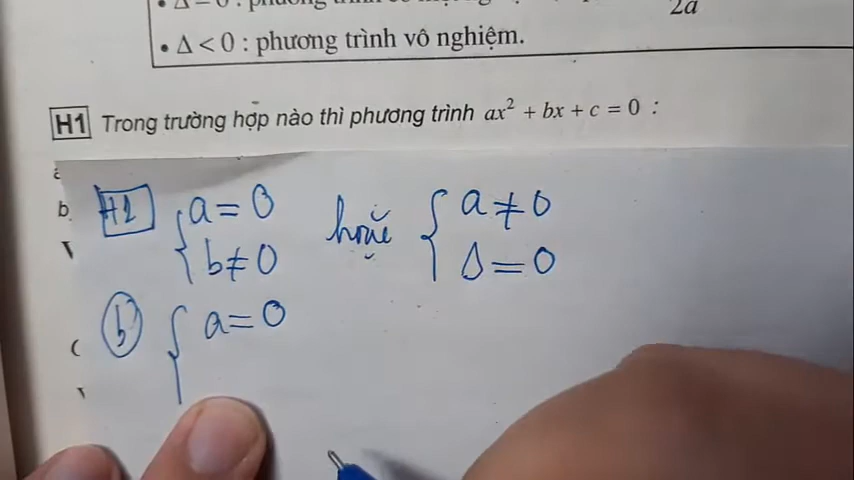 2a
• Δ < 0 : phương trình vô nghiệm.
H1 Trong trường hợp nào thì phương trình ax² + bx + c = 0 :
b
H1 { a = 0 b ≠ 0 hoặc { a ≠ 0 Δ = 0
b { a = 0